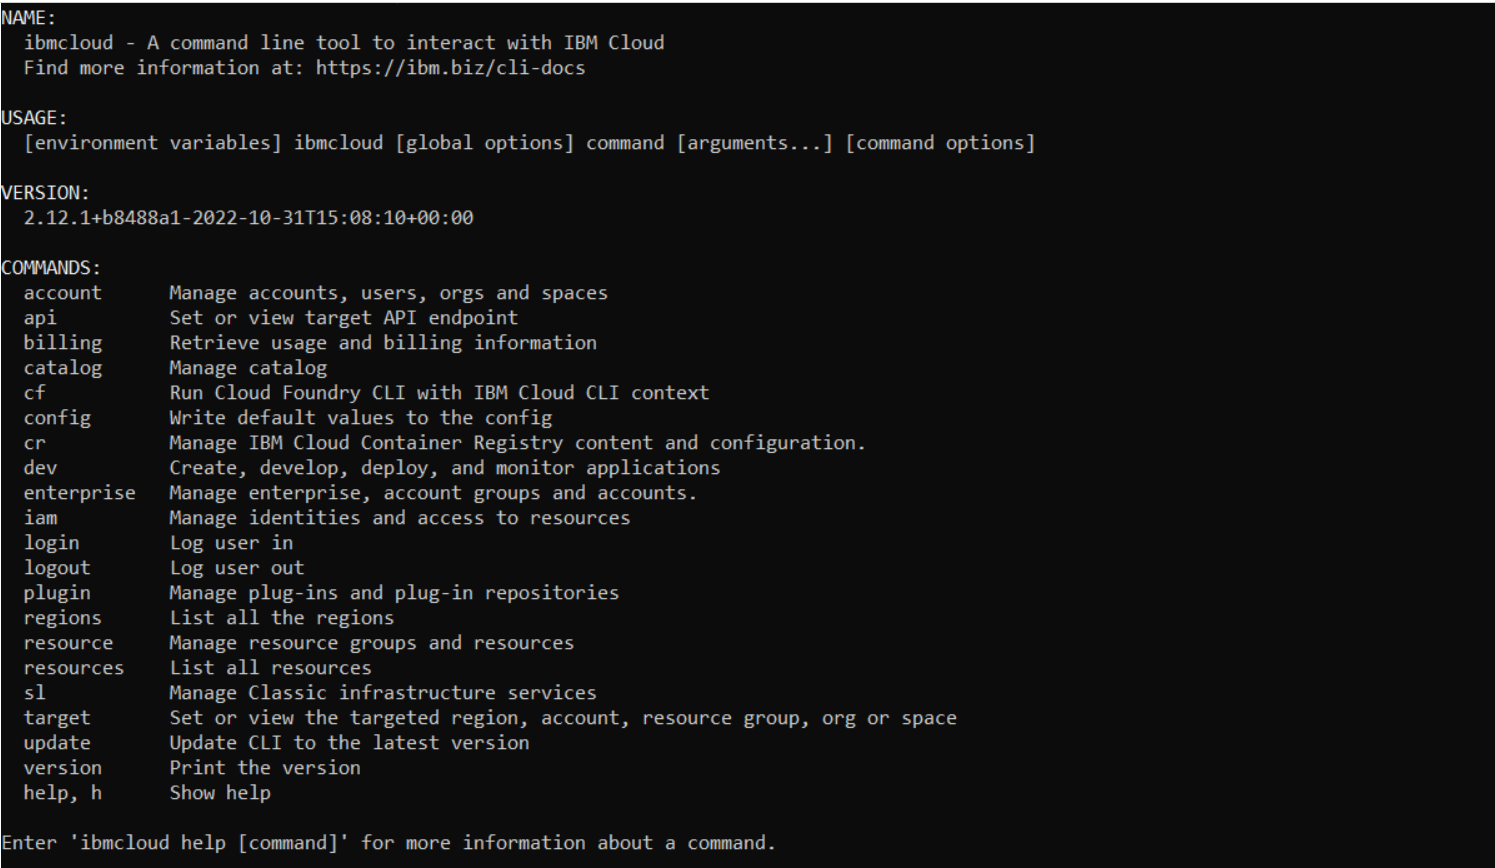 NAME:
ibmcloud - A command line tool to interact with IBM Cloud
Find more information at: https://ibm.biz/cli-docs
USAGE:
[environment variables] ibmcloud [global options] command [arguments...] [command options]
VERSION:
2.12.1+b8488a1-2022-10-31T15:08:10+00:00
COMMANDS:
account Manage accounts, users, orgs and spaces
api Set or view target API endpoint
billing Retrieve usage and billing information
catalog Manage catalog
cf Run Cloud Foundry CLI with IBM Cloud CLI context
config Write default values to the config
cr Manage IBM Cloud Container Registry content and configuration.
dev Create, develop, deploy, and monitor applications
enterprise Manage enterprise, account groups and accounts.
iam Manage identities and access to resources
login Log user in
logout Log user out
plugin Manage plug-ins and plug-in repositories
regions List all the regions
resource Manage resource groups and resources
resources List all resources
sl Manage Classic infrastructure services
target Set or view the targeted region, account, resource group, org or space
update Update CLI to the latest version
version Print the version
help, h Show help
Enter 'ibmcloud help [command]' for more information about a command.